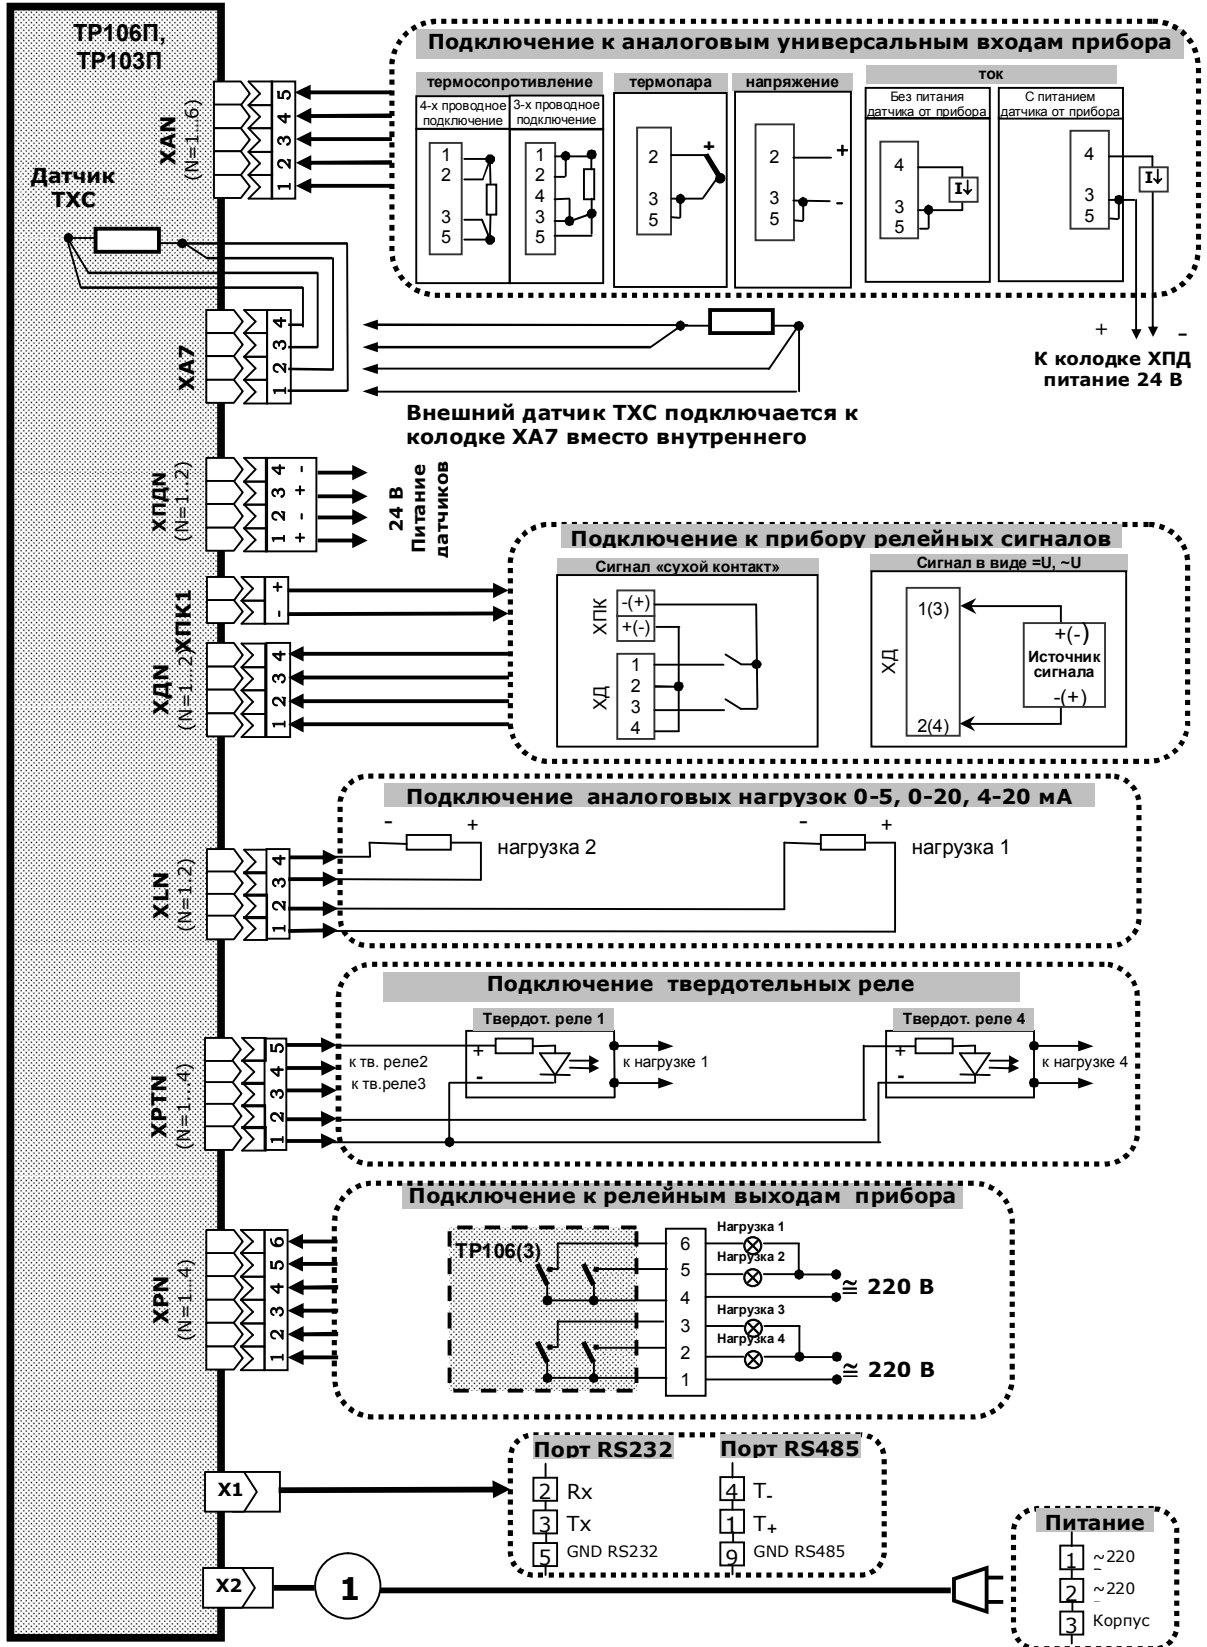 ТР106П,
ТР103П
Подключение к аналоговым универсальным входам прибора
термосопротивление
термопара
напряжение
ток
4-х проводное
подключение
3-х проводное
подключение
Без питания
датчика от прибора
С питанием
датчика от прибора
1
2
3
5
1
2
4
3
5
2
3
5
+
2
3
5
+
-
4
3
5
I↓
4
3
5
I↓
XAN
(N=1...6)
5
4
3
2
1
Датчик
ТХС
+ -
К колодке ХПД
питание 24 В
XA7
4
3
2
1
Внешний датчик ТХС подключается к
колодке ХА7 вместо внутреннего
ХПДN
(N=1..2)
4 -
3 +
2 -
1 +
24 В
Питание
датчиков
ХПК1
+
-
ХДN
(N=1...2)
4
3
2
1
Подключение к прибору релейных сигналов
Сигнал «сухой контакт»
ХПК
-(+)
+(-)
ХД
1
2
3
4
Сигнал в виде =U, ~U
ХД
1(3)
2(4)
+(-)
Источник
сигнала
-(+)
Подключение аналоговых нагрузок 0-5, 0-20, 4-20 мА
- +
нагрузка 2
- +
нагрузка 1
XLN
(N=1.2)
4
3
2
1
Подключение твердотельных реле
Твердот. реле 1
Твердот. реле 4
XPTN
(N=1...4)
5
4
3
2
1
к тв. реле2
к тв.реле3
+
-
к нагрузке 1
+
-
к нагрузке 4
Подключение к релейным выходам прибора
XPN
(N=1...4)
6
5
4
3
2
1
ТР106(3)
6
5
4
3
2
1
Нагрузка 1
Нагрузка 2
≅ 220 В
Нагрузка 3
Нагрузка 4
≅ 220 В
X1
Порт RS232
2 Rx
3 Tx
5 GND RS232
Порт RS485
4 T-
1 T+
9 GND RS485
X2
1
Питание
1 ~220
2 ~220
3 Корпус